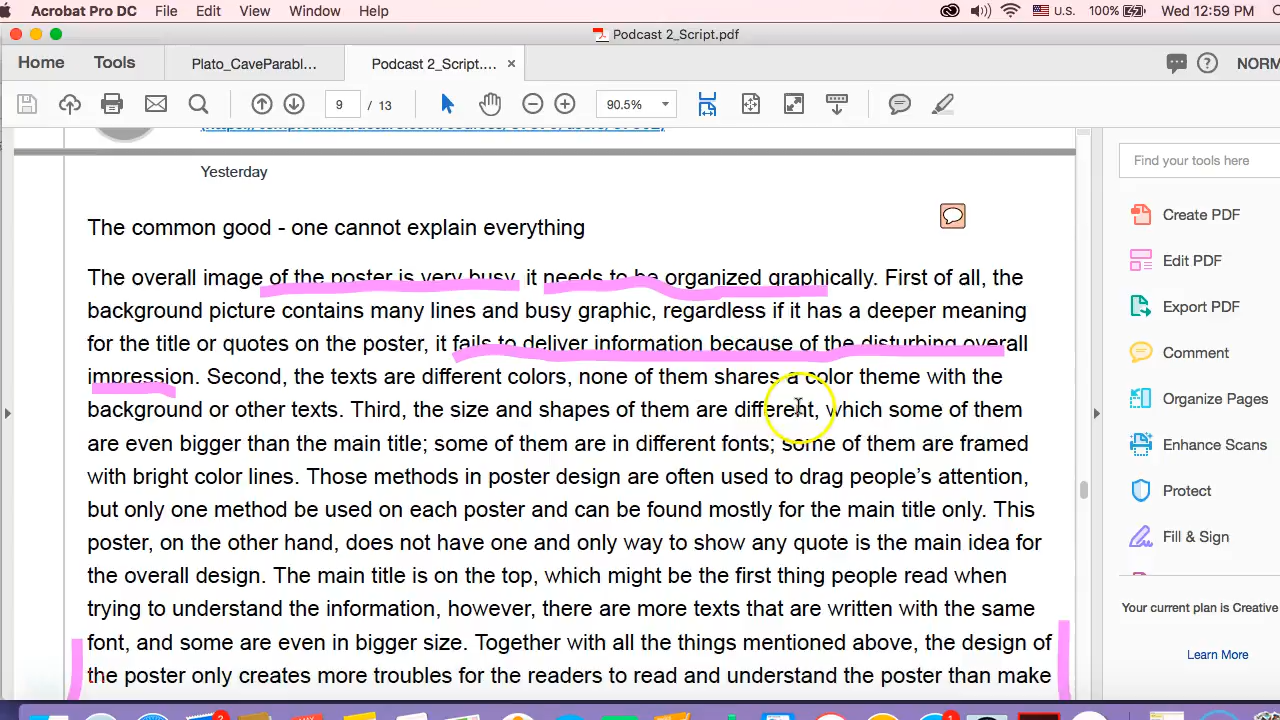 Acrobat Pro DC File Edit View Window Help U.S. 100% Wed 12:59 PM
Podcast 2_Script.pdf
Home Tools Plato_CaveParabl... Podcast 2_Script.... × ? NORM
9 / 13 90.5%
Yesterday
Find your tools here
The common good - one cannot explain everything
Create PDF
The overall image of the poster is very busy, it needs to be organized graphically. First of all, the
Edit PDF
background picture contains many lines and busy graphic, regardless if it has a deeper meaning
Export PDF
for the title or quotes on the poster, it fails to deliver information because of the disturbing overall
Comment
impression. Second, the texts are different colors, none of them shares a color theme with the
Organize Pages
background or other texts. Third, the size and shapes of them are different, which some of them
are even bigger than the main title; some of them are in different fonts; some of them are framed
Enhance Scans
with bright color lines. Those methods in poster design are often used to drag people's attention,
Protect
but only one method be used on each poster and can be found mostly for the main title only. This
poster, on the other hand, does not have one and only way to show any quote is the main idea for
Fill & Sign
the overall design. The main title is on the top, which might be the first thing people read when
trying to understand the information, however, there are more texts that are written with the same
Your current plan is Creative
font, and some are even in bigger size. Together with all the things mentioned above, the design of
Learn More
the poster only creates more troubles for the readers to read and understand the poster than make
2
1